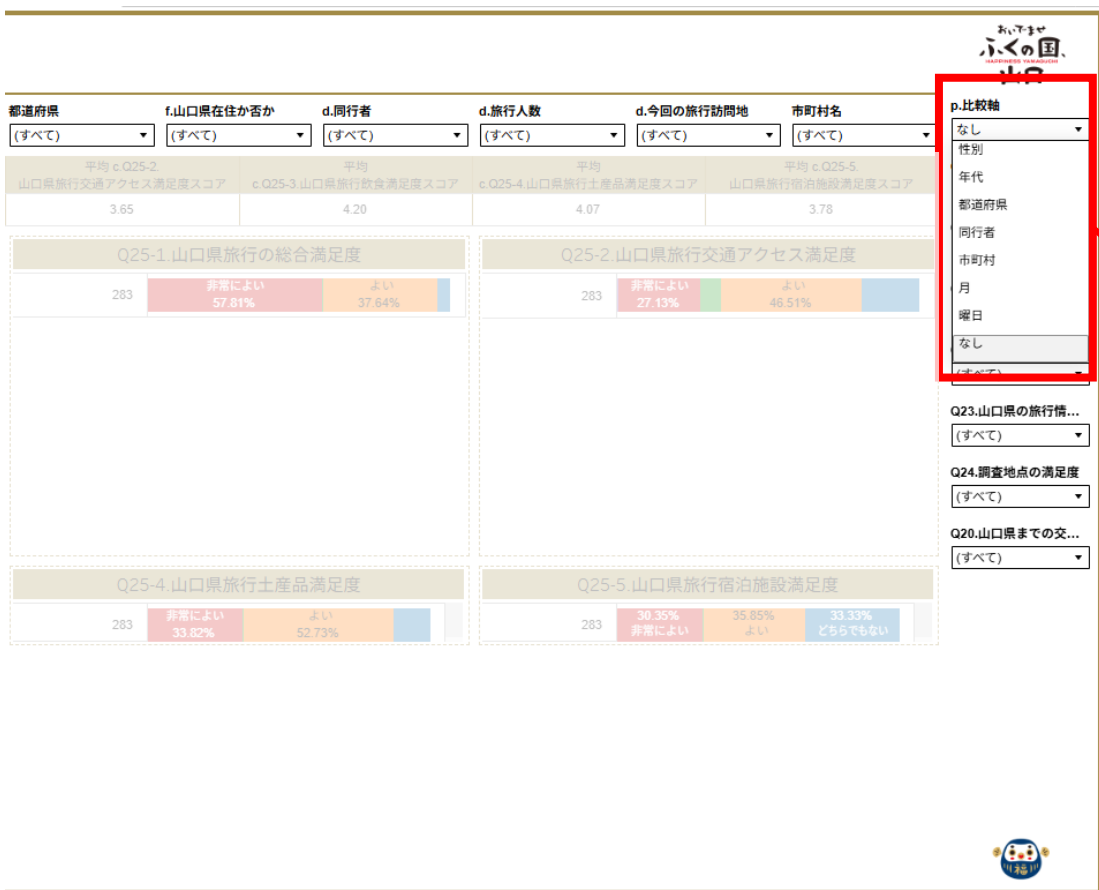 おいでませ
ふくの国、
HAPPINESS YAMAGUCHI
山口
都道府県
f.山口県在住か否か
d.同行者
d.旅行人数
d.今回の旅行訪問地
市町村名
p.比較軸
(すべて)
(すべて)
(すべて)
(すべて)
(すべて)
(すべて)
なし
性別
年代
都道府県
同行者
市町村
月
曜日
なし
(すべて)
平均 c.Q25-2.
山口県旅行交通アクセス満足度スコア
平均
c.Q25-3 山口県旅行飲食満足度スコア
平均
c.Q25-4 山口県旅行土産品満足度スコア
平均 c.Q25-5.
山口県旅行宿泊施設満足度スコア
3.65
4.20
4.07
3.78
Q25-1.山口県旅行の総合満足度
283
非常によい
57.81%
よい
37.64%
Q25-2.山口県旅行交通アクセス満足度
283
非常によい
27.13%
よい
46.51%
Q23.山口県の旅行情...
(すべて)
Q24.調査地点の満足度
(すべて)
Q20.山口県までの交...
(すべて)
Q25-4.山口県旅行土産品満足度
283
非常によい
33.82%
よい
52.73%
Q25-5.山口県旅行宿泊施設満足度
283
30.35%
非常によい
35.85%
よい
33.33%
どちらでもない
福